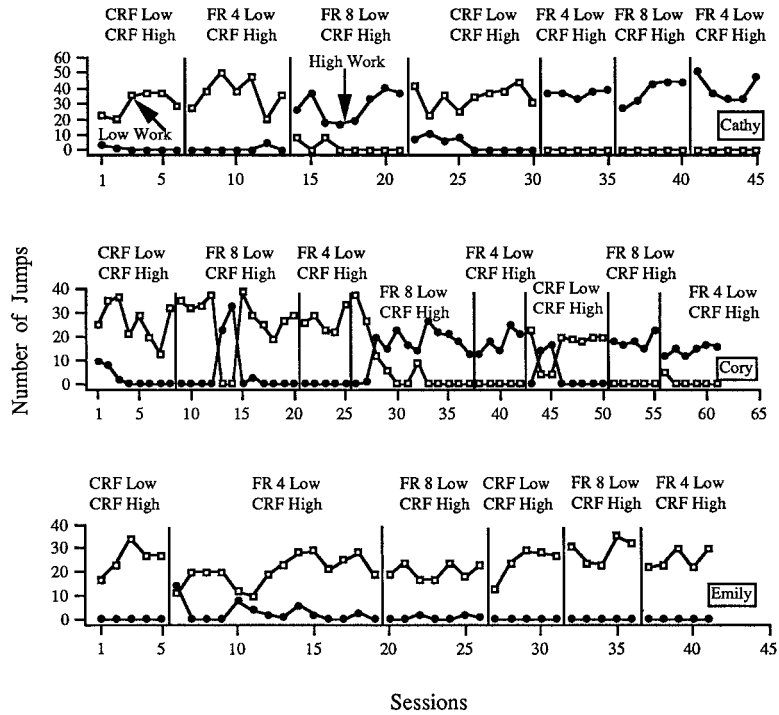 CRF Low FR 4 Low FR 8 Low CRF Low FR 4 Low FR 8 Low FR 4 Low
CRF High CRF High CRF High CRF High CRF High CRF High CRF High
60
50
40
30
20
10
0
High Work
Low Work
Cathy
1 5 10 15 20 25 30 35 40 45
CRF Low FR 8 Low FR 4 Low FR 4 Low FR 8 Low
CRF High CRF High CRF High CRF High CRF High
FR 8 Low CRF Low FR 4 Low
CRF High CRF High CRF High
40
30
20
10
0
Cory
1 5 10 15 20 25 30 35 40 45 50 55 60 65
Number of Jumps
CRF Low FR 4 Low FR 8 Low CRF Low FR 8 Low FR 4 Low
CRF High CRF High CRF High CRF High CRF High CRF High
40
30
20
10
0
Emily
1 5 10 15 20 25 30 35 40 45
Sessions